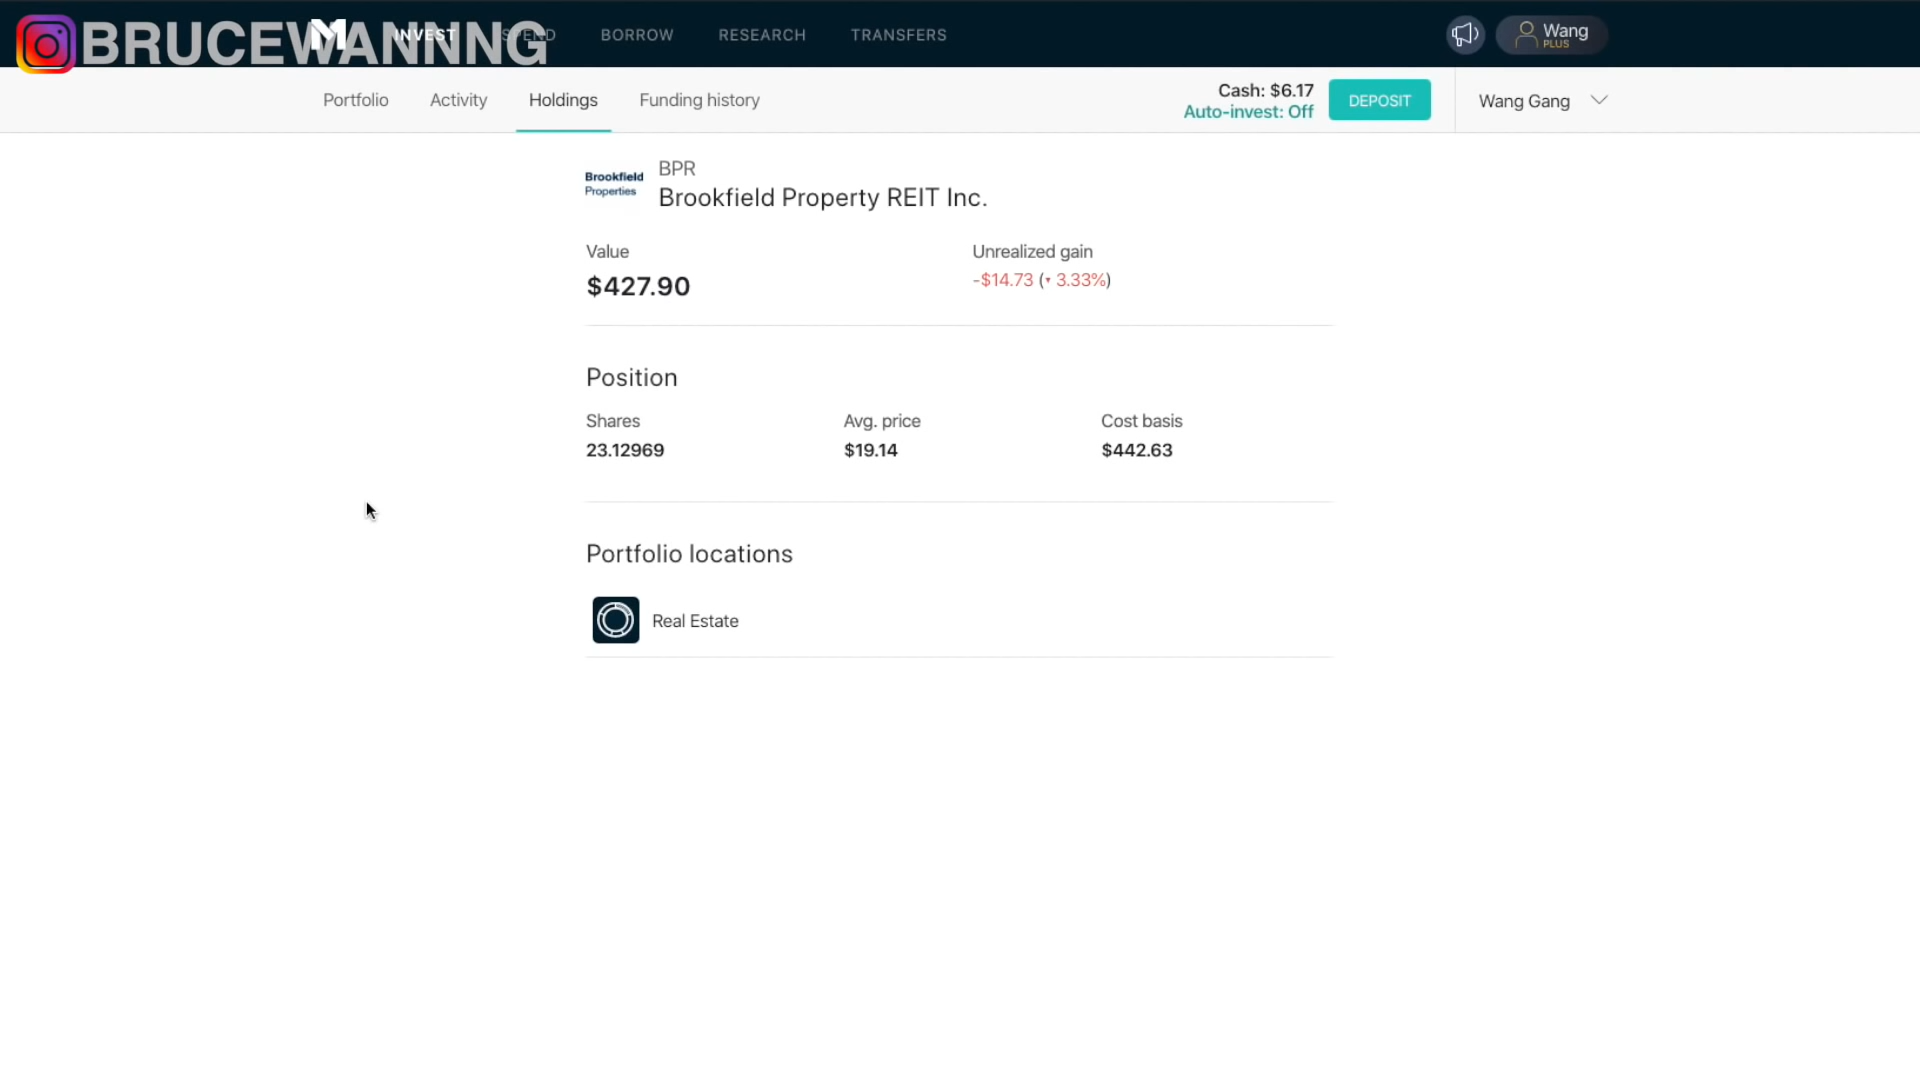 BRUCEWANNNG
INVEST SPEND BORROW RESEARCH TRANSFERS
Wang
PLUS
Portfolio Activity Holdings Funding history
Cash: $6.17
Auto-invest: Off
DEPOSIT
Wang Gang
Brookfield
Properties
BPR
Brookfield Property REIT Inc.
Value Unrealized gain
$427.90 -$14.73 (▼ 3.33%)
Position
Shares Avg. price Cost basis
23.12969 $19.14 $442.63
Portfolio locations
Real Estate